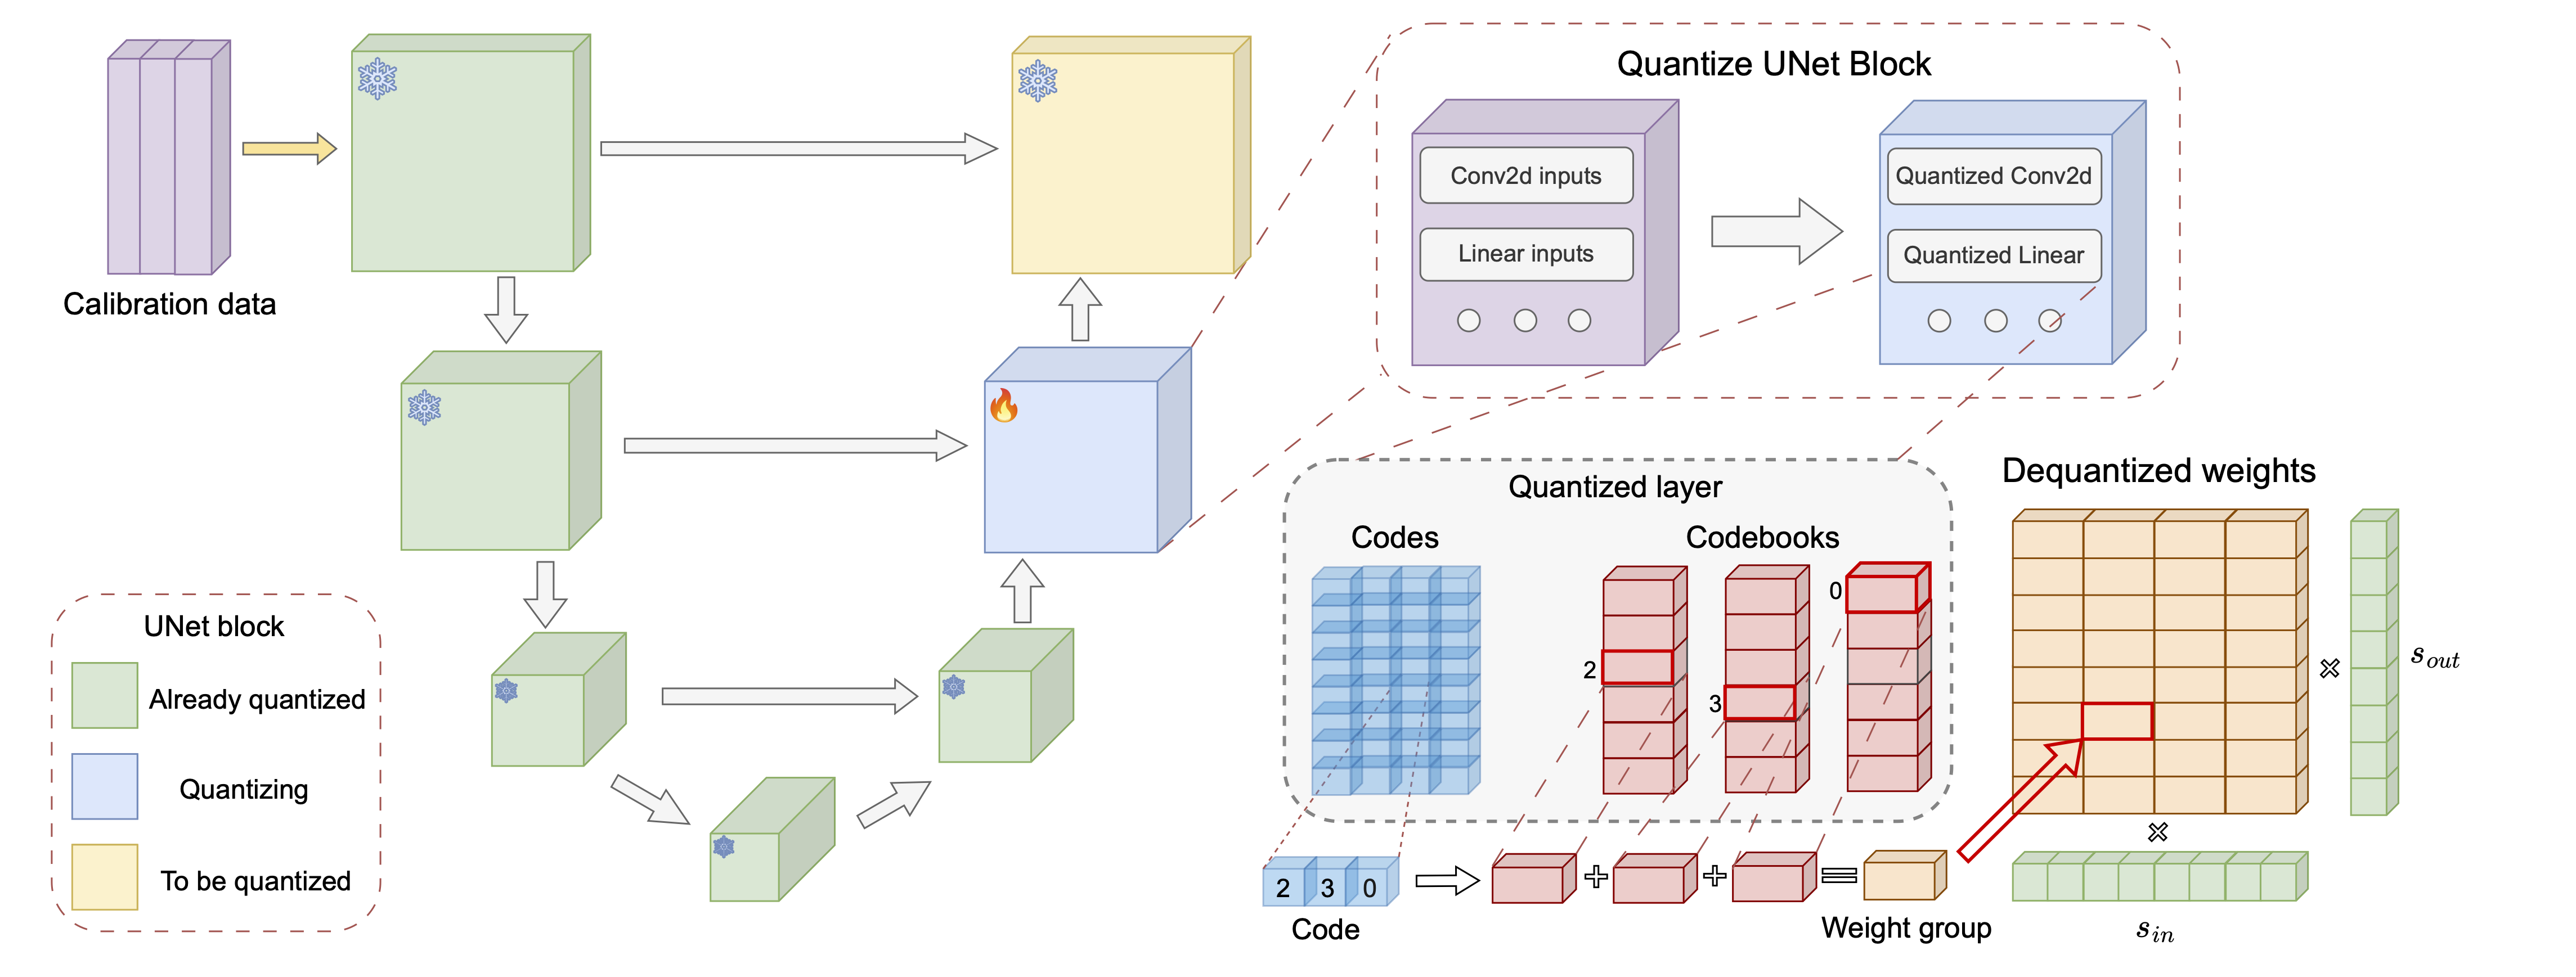 Calibration data
UNet block
Already quantized
Quantizing
To be quantized
Quantize UNet Block
Conv2d inputs
Linear inputs
Quantized Conv2d
Quantized Linear
Quantized layer
Codes
Codebooks
2
3
0
2 3 0
Code
+
+
=
Weight group
Dequantized weights
×
s_{out}
×
s_{in}